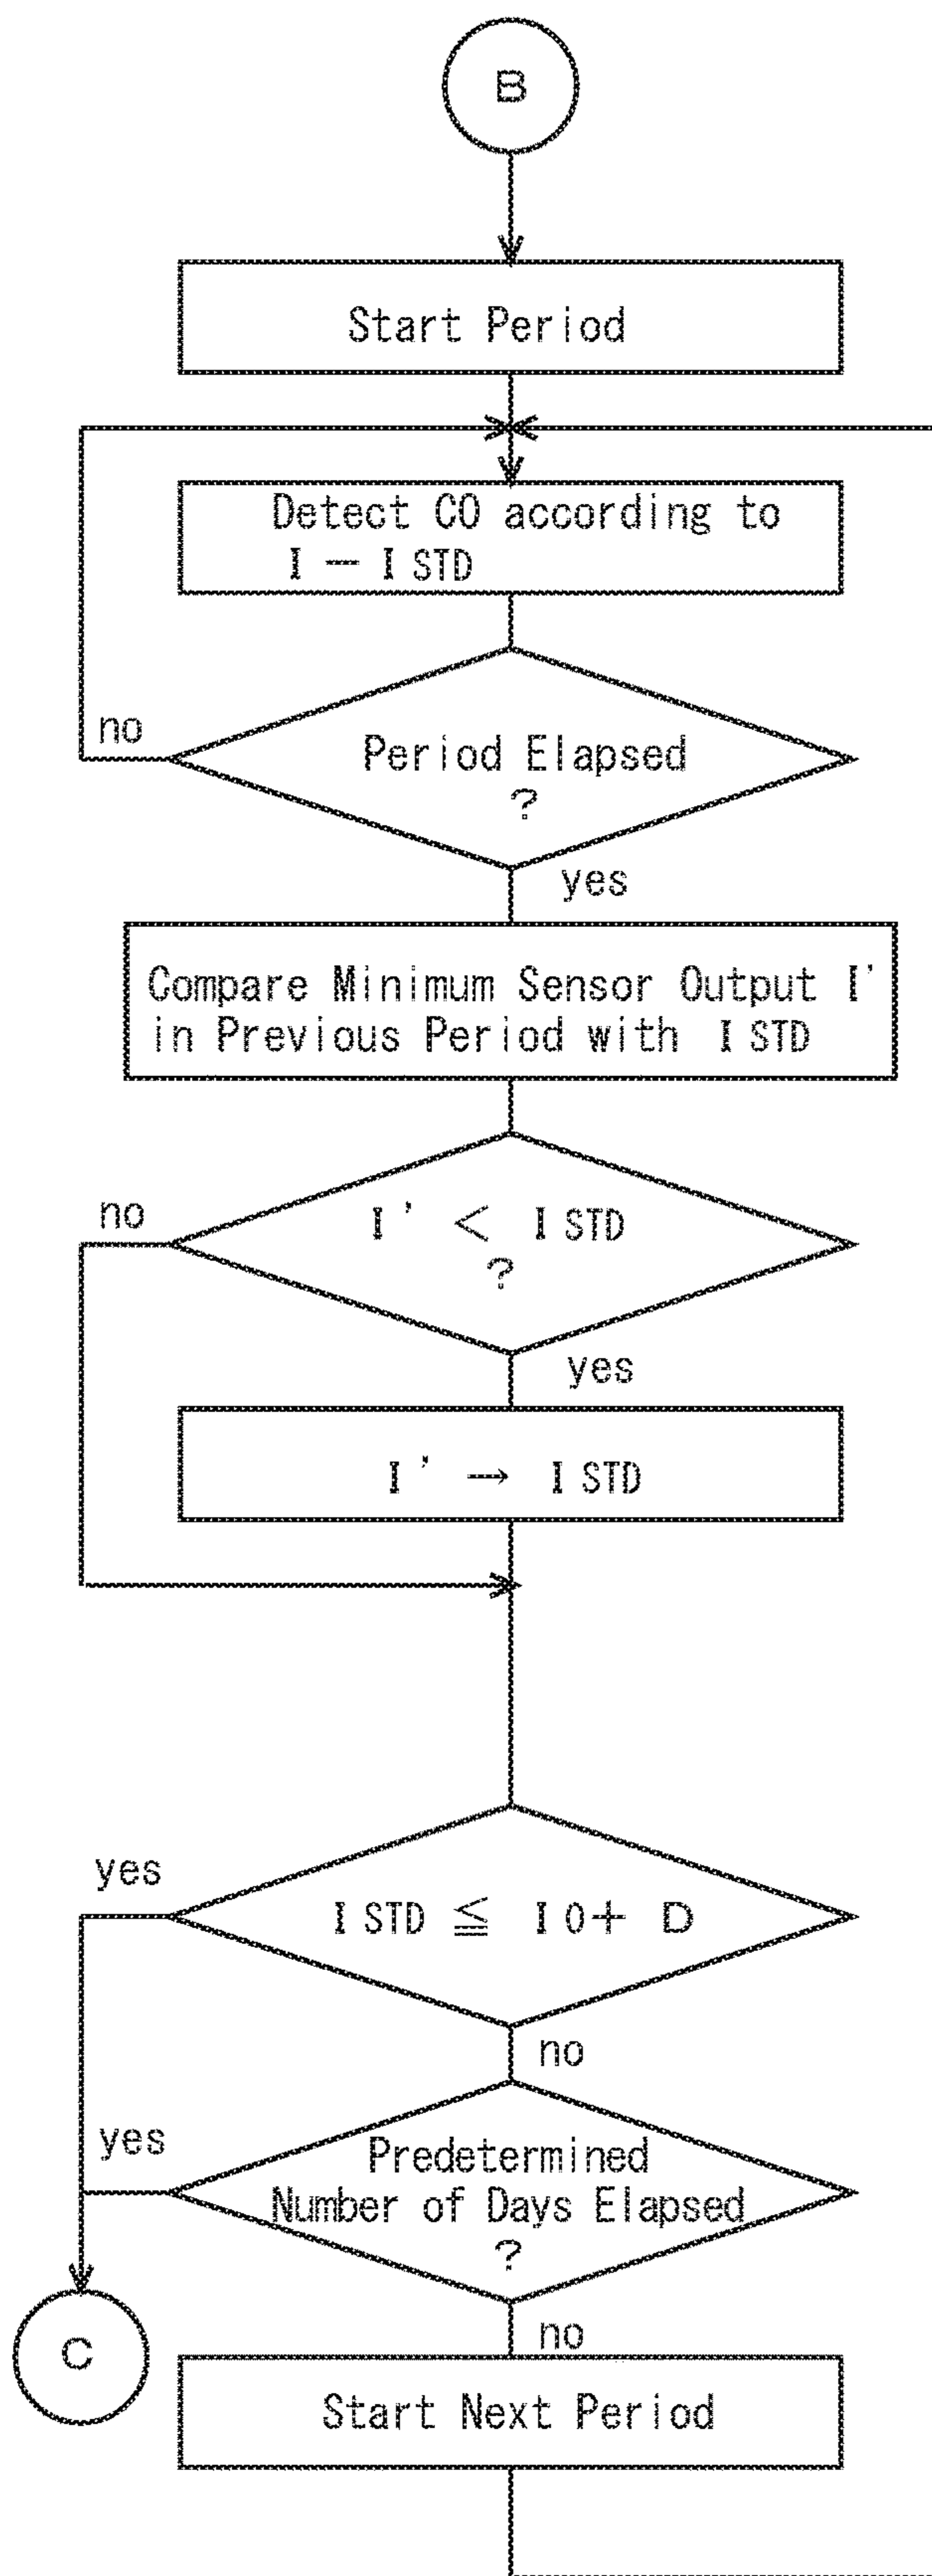 B
Start Period
Detect CO according to
I － I STD
no
Period Elapsed
?
yes
Compare Minimum Sensor Output I'
in Previous Period with I STD
no
I' < I STD
?
yes
I' → I STD
yes
I STD ≦ I 0+ D
no
yes
Predetermined
Number of Days Elapsed
?
C
no
Start Next Period